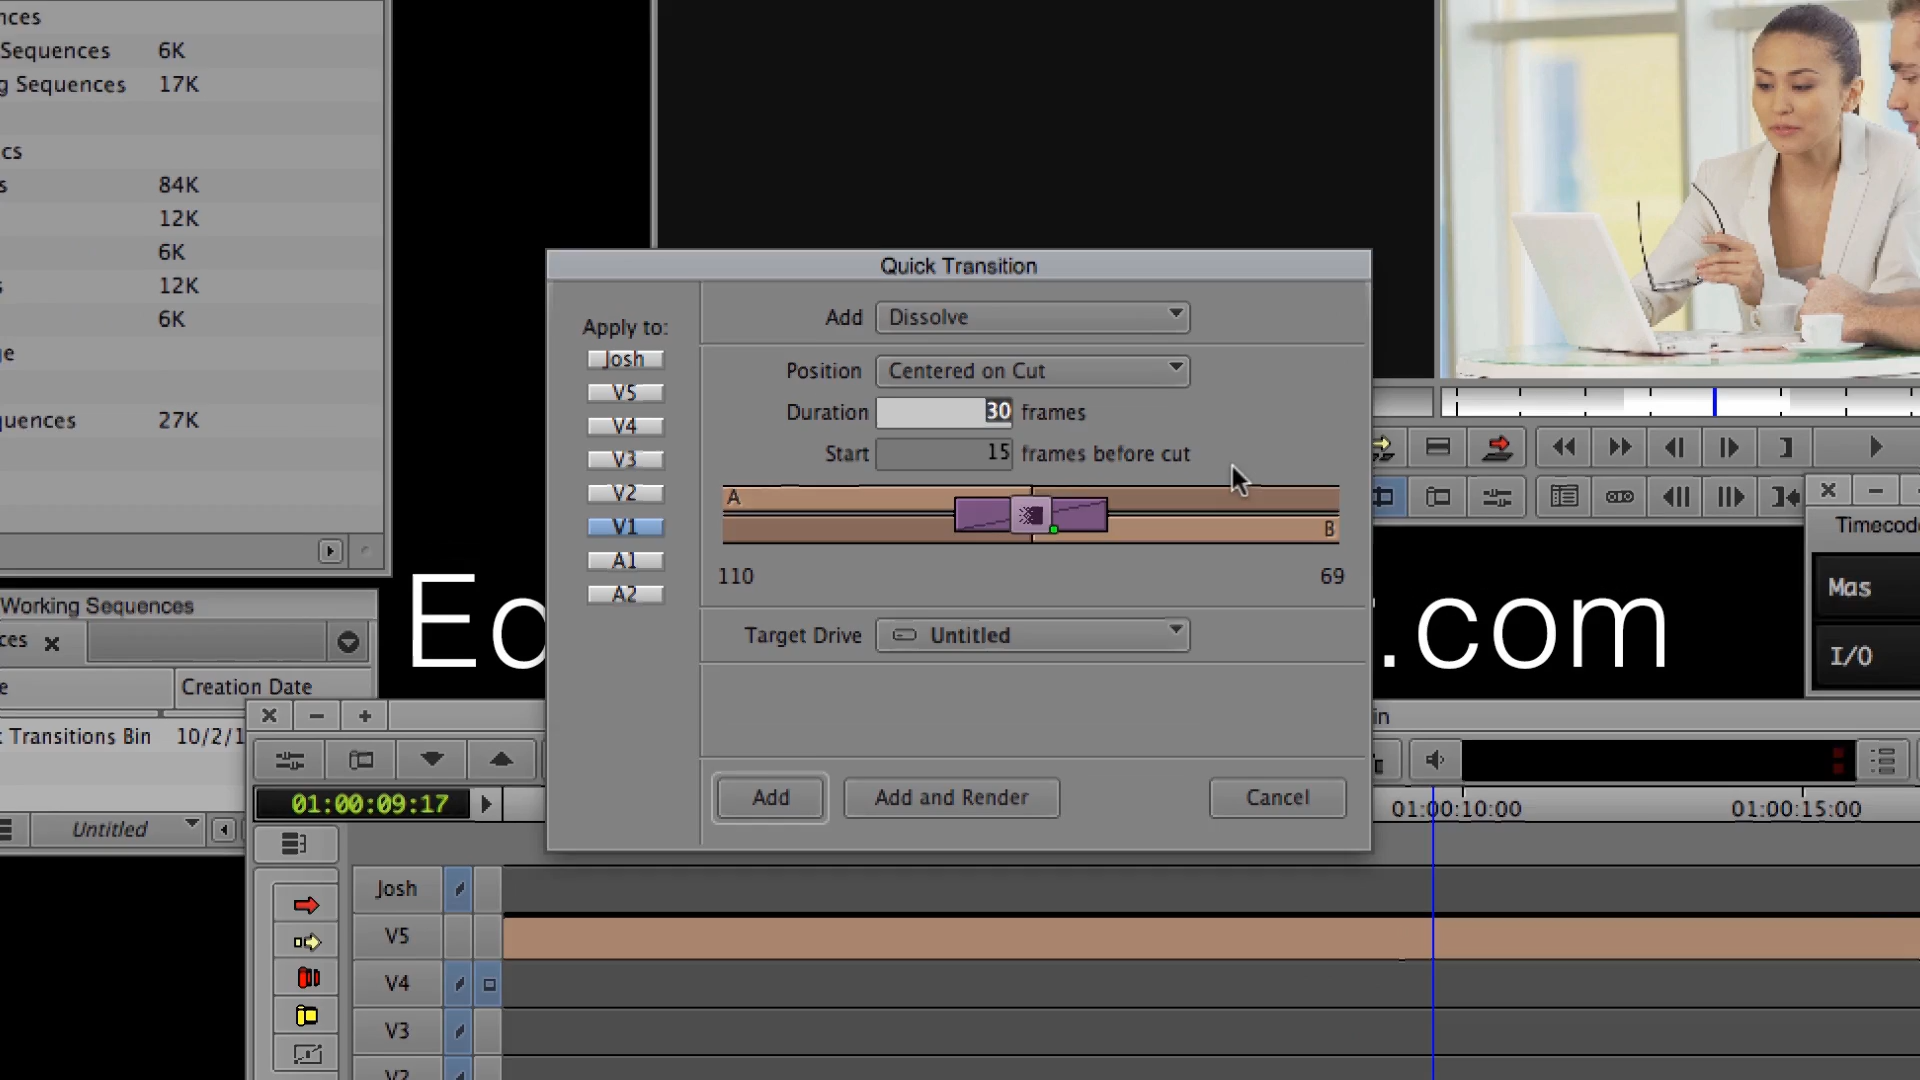 nces
Sequences 6K
g Sequences 17K
cs
s 84K
12K
6K
s 12K
6K
ge
uences 27K
Working Sequences
ces
e Creation Date
Transitions Bin 10/2/1
Untitled
Quick Transition
Apply to:
Josh
V5
V4
V3
V2
V1
A1
A2
Add Dissolve
Position Centered on Cut
Duration 30 frames
Start 15 frames before cut
A
B
110 69
Target Drive Untitled
Add Add and Render Cancel
Ed
.com
Timecod
Mas
I/O
in
01:00:09:17
01:00:10:00 01:00:15:00
Josh
V5
V4
V3
V2